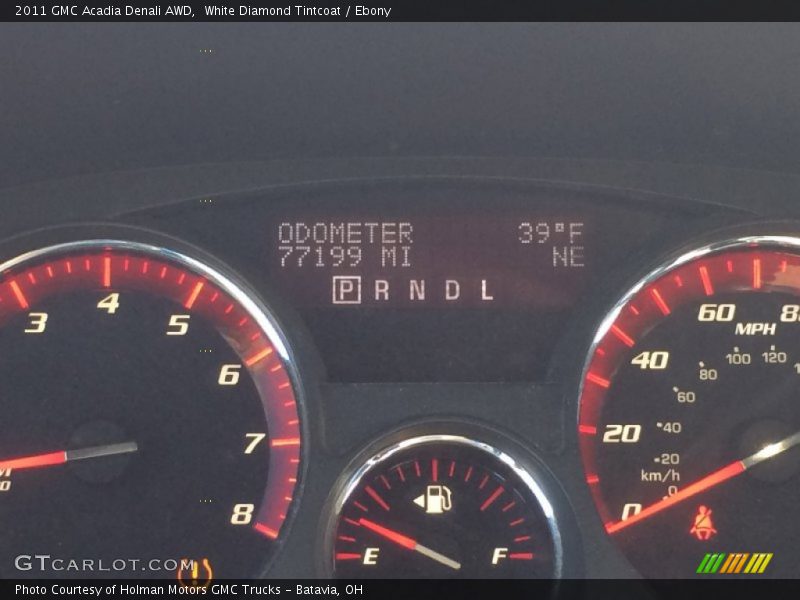 2011 GMC Acadia Denali AWD, White Diamond Tintcoat / Ebony
ODOMETER 39°F
77199 MI NE
P R N D L
3 4 5 6 7 8
E F
0 20 40 60
MPH
0 20 40 60 80 100 120
km/h
GTCARLOT.COM
Photo Courtesy of Holman Motors GMC Trucks - Batavia, OH